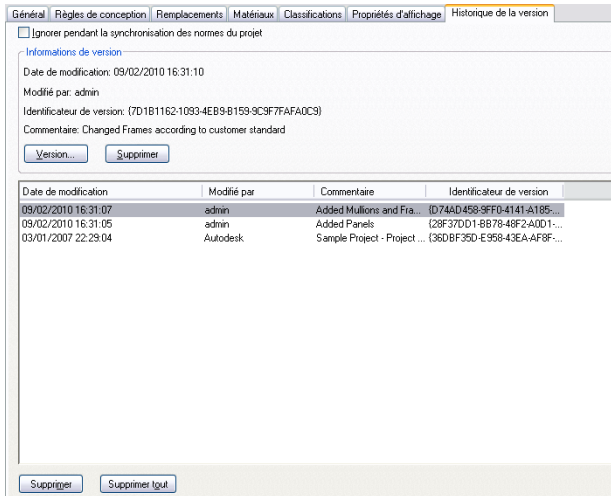 Général Règles de conception Remplacements Matériaux Classifications Propriétés d'affichage Historique de la version
Ignorer pendant la synchronisation des normes du projet
Informations de version
Date de modification: 09/02/2010 16:31:10
Modifié par: admin
Identificateur de version: {7D1B1162-1093-4EB9-B159-9C9F7FAFA0C9}
Commentaire: Changed Frames according to customer standard
Version... Supprimer
Date de modification Modifié par Commentaire Identificateur de version
09/02/2010 16:31:07 admin Added Mullions and Fra... {D74AD458-9FF0-4141-A185-...
09/02/2010 16:31:05 admin Added Panels {28F37DD1-BB78-48F2-A0D1-...
03/01/2007 22:29:04 Autodesk Sample Project - Project ... {36DBF35D-E958-43EA-AF8F-...
Supprimer Supprimer tout